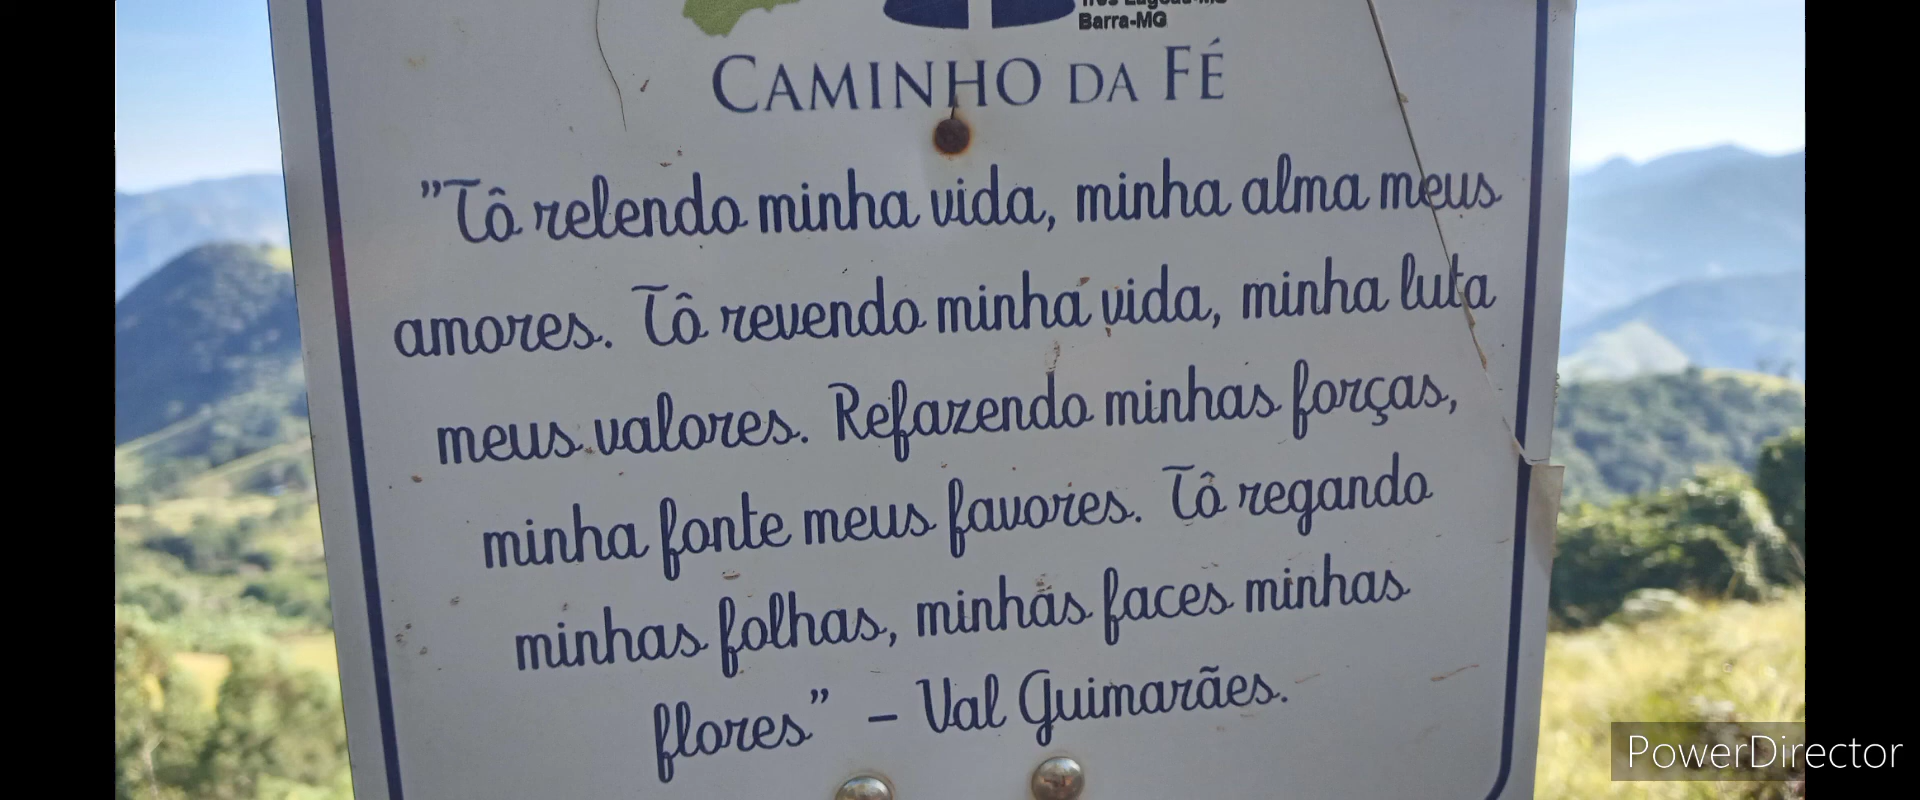 Barra-MG
CAMINHO DA FÉ
"Tô relendo minha vida, minha alma meus
amores. Tô revendo minha vida, minha luta
meus valores. Refazendo minhas forças,
minha fonte meus favores. Tô regando
minhas folhas, minhas faces minhas
flores" – Val Guimarães.
PowerDirector